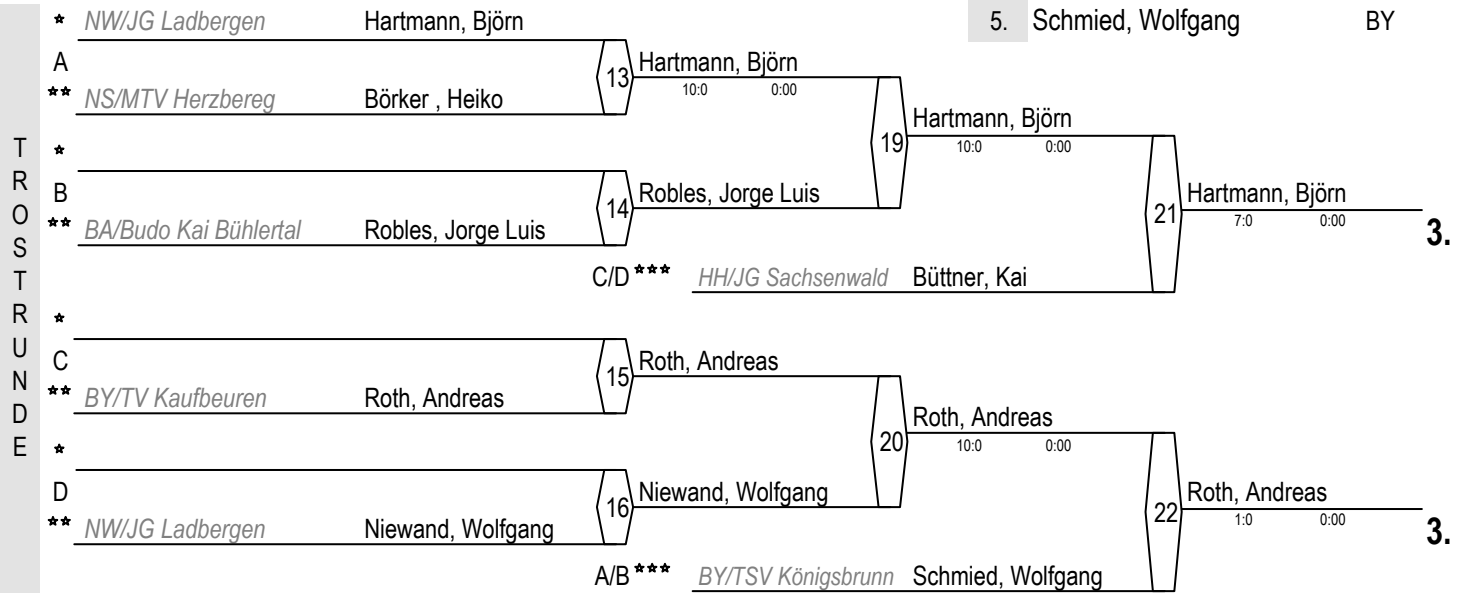 TROSTRUNDE
* NW/JG Ladbergen Hartmann, Björn
5. Schmied, Wolfgang BY
A
** NS/MTV Herzbereg Börker , Heiko
13
Hartmann, Björn
10:0 0:00
*
B
** BA/Budo Kai Bühlertal Robles, Jorge Luis
14
Robles, Jorge Luis
19
Hartmann, Björn
10:0 0:00
C/D *** HH/JG Sachsenwald Büttner, Kai
21
Hartmann, Björn
7:0 0:00
3.
*
C
** BY/TV Kaufbeuren Roth, Andreas
15
Roth, Andreas
*
D
** NW/JG Ladbergen Niewand, Wolfgang
16
Niewand, Wolfgang
20
Roth, Andreas
10:0 0:00
A/B *** BY/TSV Königsbrunn Schmied, Wolfgang
22
Roth, Andreas
1:0 0:00
3.